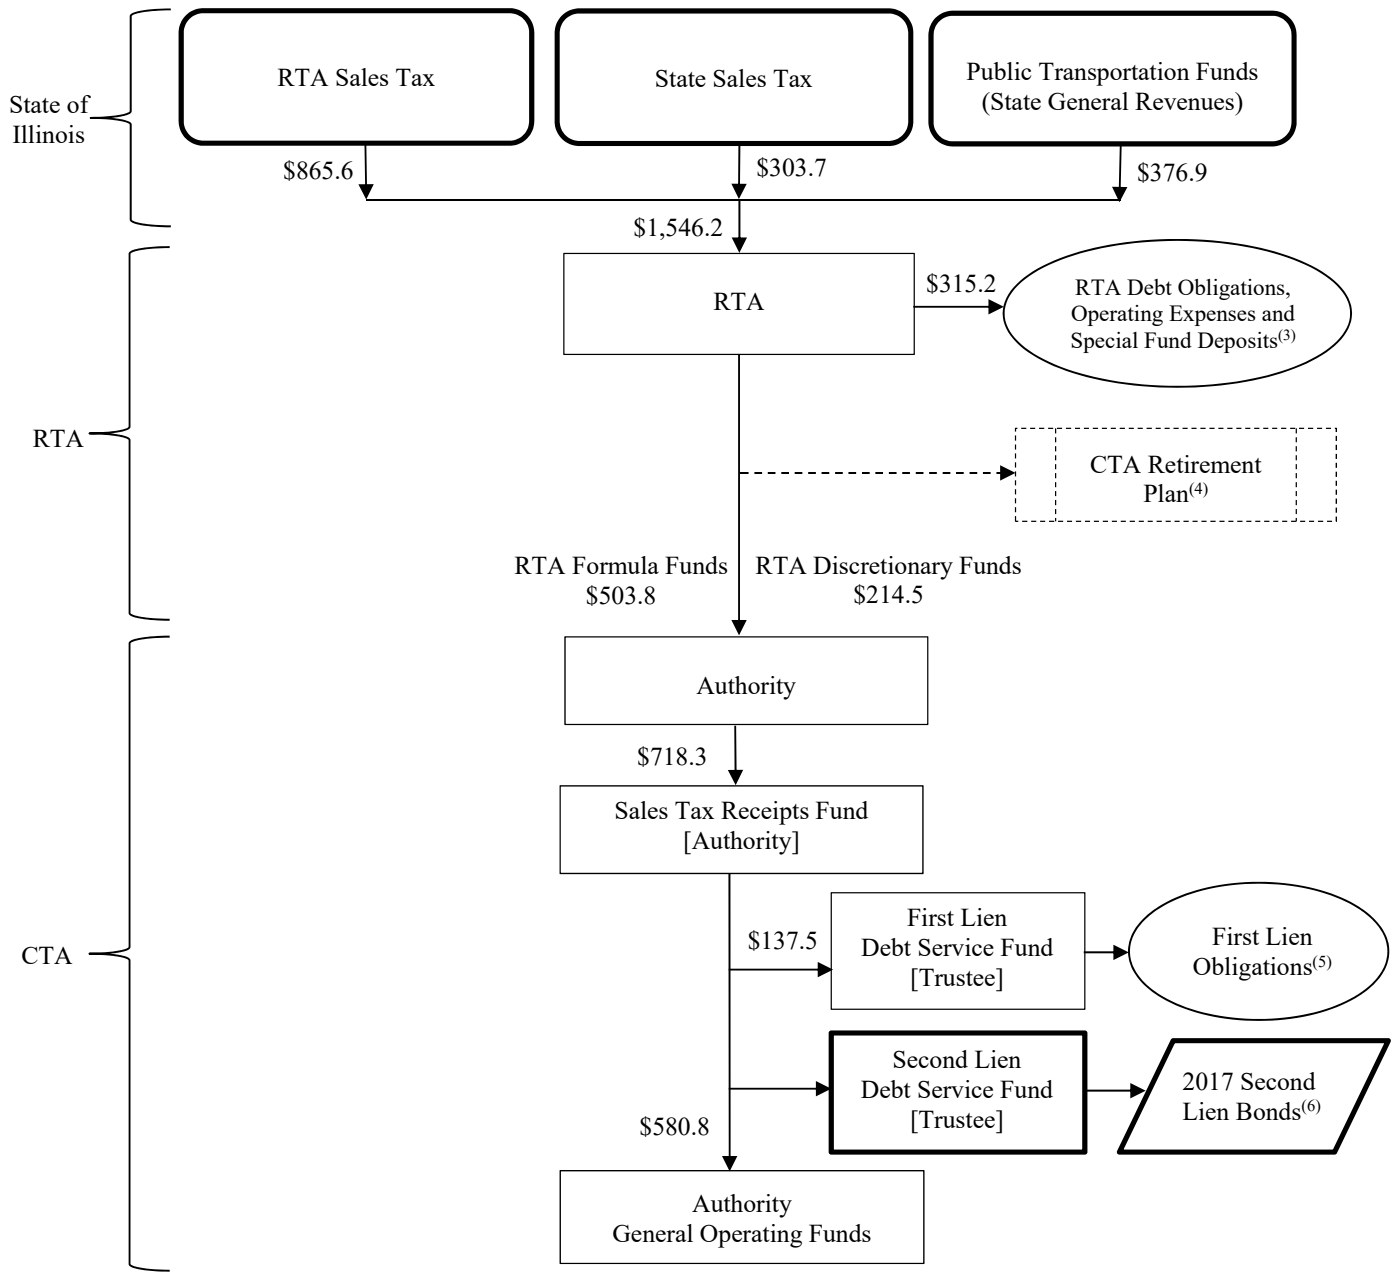 RTA Sales Tax
State Sales Tax
Public Transportation Funds
(State General Revenues)
State of
Illinois
$865.6
$303.7
$376.9
$1,546.2
RTA
$315.2
RTA Debt Obligations,
Operating Expenses and
Special Fund Deposits(3)
RTA
CTA Retirement
Plan(4)
RTA Formula Funds
$503.8
RTA Discretionary Funds
$214.5
Authority
$718.3
Sales Tax Receipts Fund
[Authority]
CTA
$137.5
First Lien
Debt Service Fund
[Trustee]
First Lien
Obligations(5)
Second Lien
Debt Service Fund
[Trustee]
2017 Second
Lien Bonds(6)
$580.8
Authority
General Operating Funds